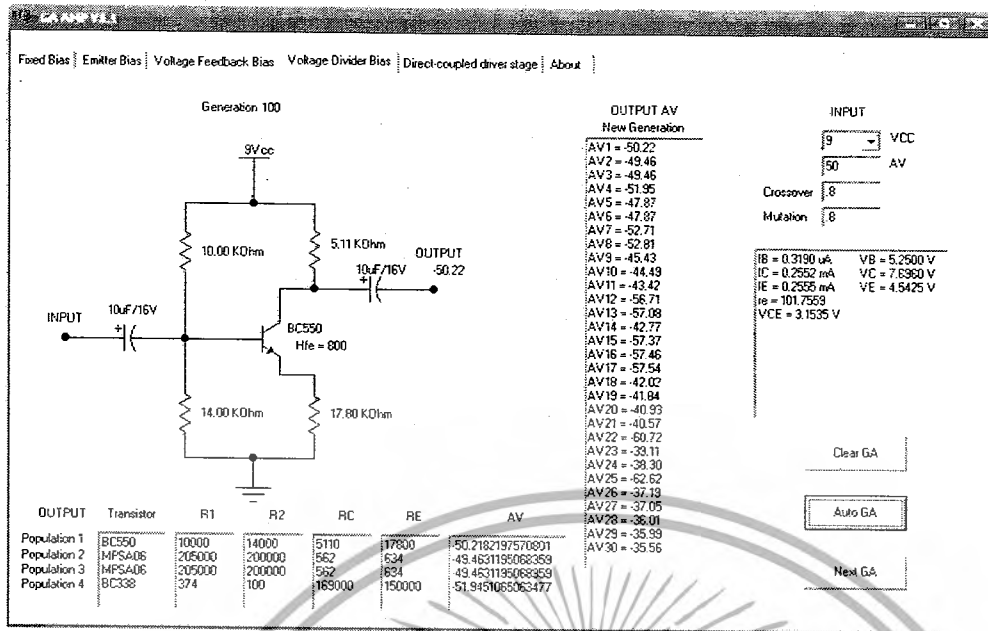 GA AMP V1.1
Fixed Bias Emitter Bias Voltage Feedback Bias Voltage Divider Bias Direct-coupled driver stage About
Generation 100
9Vcc
10.00 KOhm
5.11 KOhm
OUTPUT
-50.22
10uF/16V
INPUT
10uF/16V
BC550
Hfe = 800
14.00 KOhm
17.80 KOhm
OUTPUT AV
New Generation
AV1 = -50.22
AV2 = -49.46
AV3 = -49.46
AV4 = -51.95
AV5 = -47.87
AV6 = -47.87
AV7 = -52.71
AV8 = -52.81
AV9 = -45.43
AV10 = -44.49
AV11 = -43.42
AV12 = -56.71
AV13 = -57.08
AV14 = -42.77
AV15 = -57.37
AV16 = -57.46
AV17 = -57.54
AV18 = -42.02
AV19 = -41.84
AV20 = -40.93
AV21 = -40.57
AV22 = -60.72
AV23 = -39.11
AV24 = -38.30
AV25 = -62.62
AV26 = -37.19
AV27 = -37.05
AV28 = -36.01
AV29 = -35.99
AV30 = -35.56
INPUT
9 VCC
50 AV
Crossover .8
Mutation .8
IB = 0.3190 uA VB = 5.2500 V
IC = 0.2552 mA VC = 7.6960 V
IE = 0.2555 mA VE = 4.5425 V
re = 101.7559
VCE = 3.1535 V
Clear GA
Auto GA
Next GA
OUTPUT Transistor R1 R2 RC RE AV
Population 1 BC550 10000 14000 5110 17800 -50.2182197570801
Population 2 MPSA06 205000 200000 562 634 -49.4631195068359
Population 3 MPSA06 205000 200000 562 634 -49.4631195068359
Population 4 BC338 374 100 169000 150000 -51.9451065063477